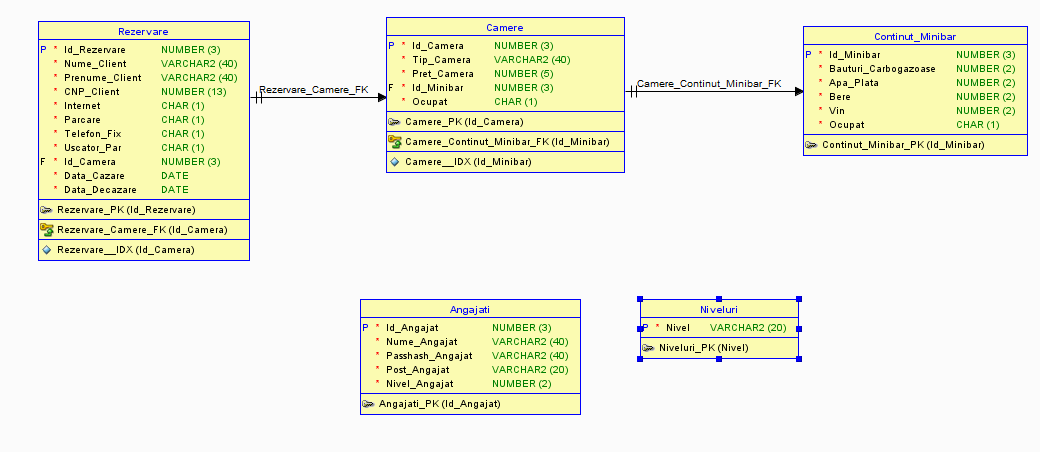 Rezervare
P * Id_Rezervare NUMBER (3)
* Nume_Client VARCHAR2 (40)
* Prenume_Client VARCHAR2 (40)
* CNP_Client NUMBER (13)
* Internet CHAR (1)
* Parcare CHAR (1)
* Telefon_Fix CHAR (1)
* Uscator_Par CHAR (1)
F * Id_Camera NUMBER (3)
* Data_Cazare DATE
* Data_Decazare DATE
Rezervare_PK (Id_Rezervare)
Rezervare_Camere_FK (Id_Camera)
Rezervare__IDX (Id_Camera)
Rezervare_Camere_FK
Camere
P * Id_Camera NUMBER (3)
* Tip_Camera VARCHAR2 (40)
* Pret_Camera NUMBER (5)
F * Id_Minibar NUMBER (3)
* Ocupat CHAR (1)
Camere_PK (Id_Camera)
Camere_Continut_Minibar_FK (Id_Minibar)
Camere__IDX (Id_Minibar)
Camere_Continut_Minibar_FK
Continut_Minibar
P * Id_Minibar NUMBER (3)
* Bauturi_Carbogazoase NUMBER (2)
* Apa_Plata NUMBER (2)
* Bere NUMBER (2)
* Vin NUMBER (2)
* Ocupat CHAR (1)
Continut_Minibar_PK (Id_Minibar)
Angajati
P * Id_Angajat NUMBER (3)
* Nume_Angajat VARCHAR2 (40)
* Passhash_Angajat VARCHAR2 (40)
* Post_Angajat VARCHAR2 (20)
* Nivel_Angajat NUMBER (2)
Angajati_PK (Id_Angajat)
Niveluri
P * Nivel VARCHAR2 (20)
Niveluri_PK (Nivel)